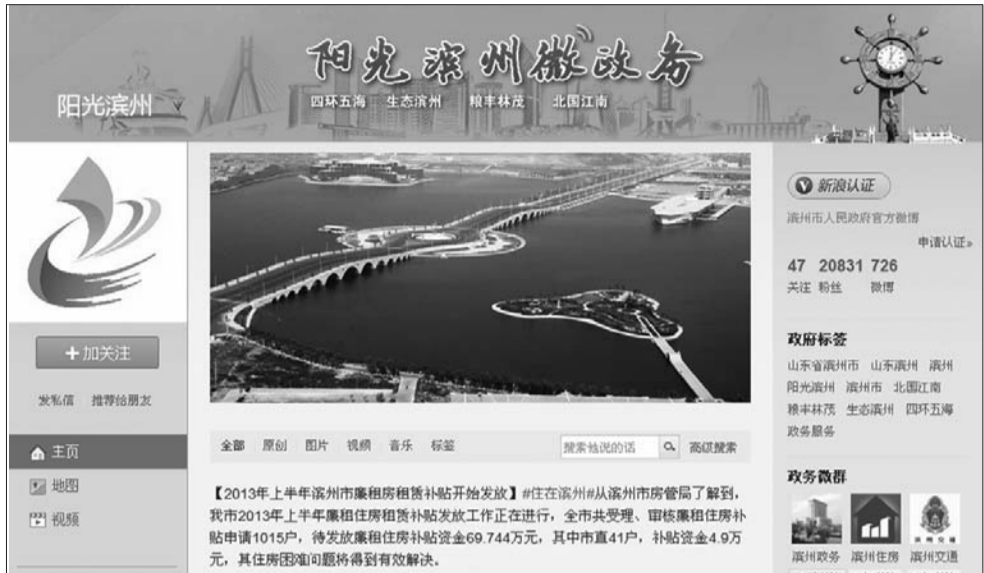 阳光滨州微政务
四环五海 生态滨州 粮丰林茂 北国江南
阳光滨州
新浪认证
滨州市人民政府官方微博
申请认证»
47 20831 726
关注 粉丝 微博
加关注
发私信 推荐给朋友
主页
地图
视频
全部 原创 图片 视频 音乐 标签
搜索他说的话 高级搜索
【2013年上半年滨州市廉租房租赁补贴开始发放】#住在滨州#从滨州市房管局了解到，
我市2013年上半年廉租住房租赁补贴发放工作正在进行，全市共受理、审核廉租住房补
贴申请1015户，待发放廉租住房补贴资金69.744万元，其中市直41户，补贴资金4.9万
元，其住房困难问题将得到有效解决。
政府标签
山东省滨州市 山东滨州 滨州
阳光滨州 滨州市 北国江南
粮丰林茂 生态滨州 四环五海
政务服务
政务微群
滨州政务 滨州住房 滨州交通